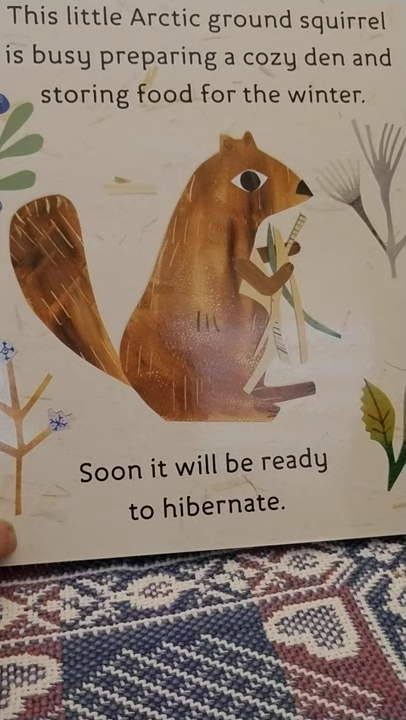 This little Arctic ground squirrel
is busy preparing a cozy den and
storing food for the winter.
Soon it will be ready
to hibernate.